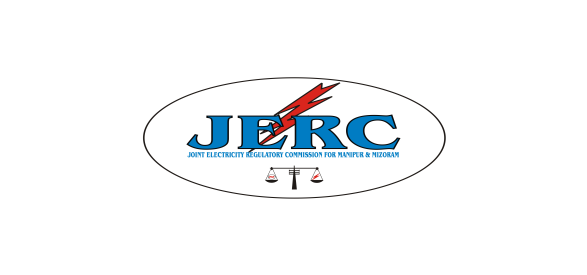 JERC
JOINT ELECTRICITY REGULATORY COMMISSION FOR MANIPUR & MIZORAM